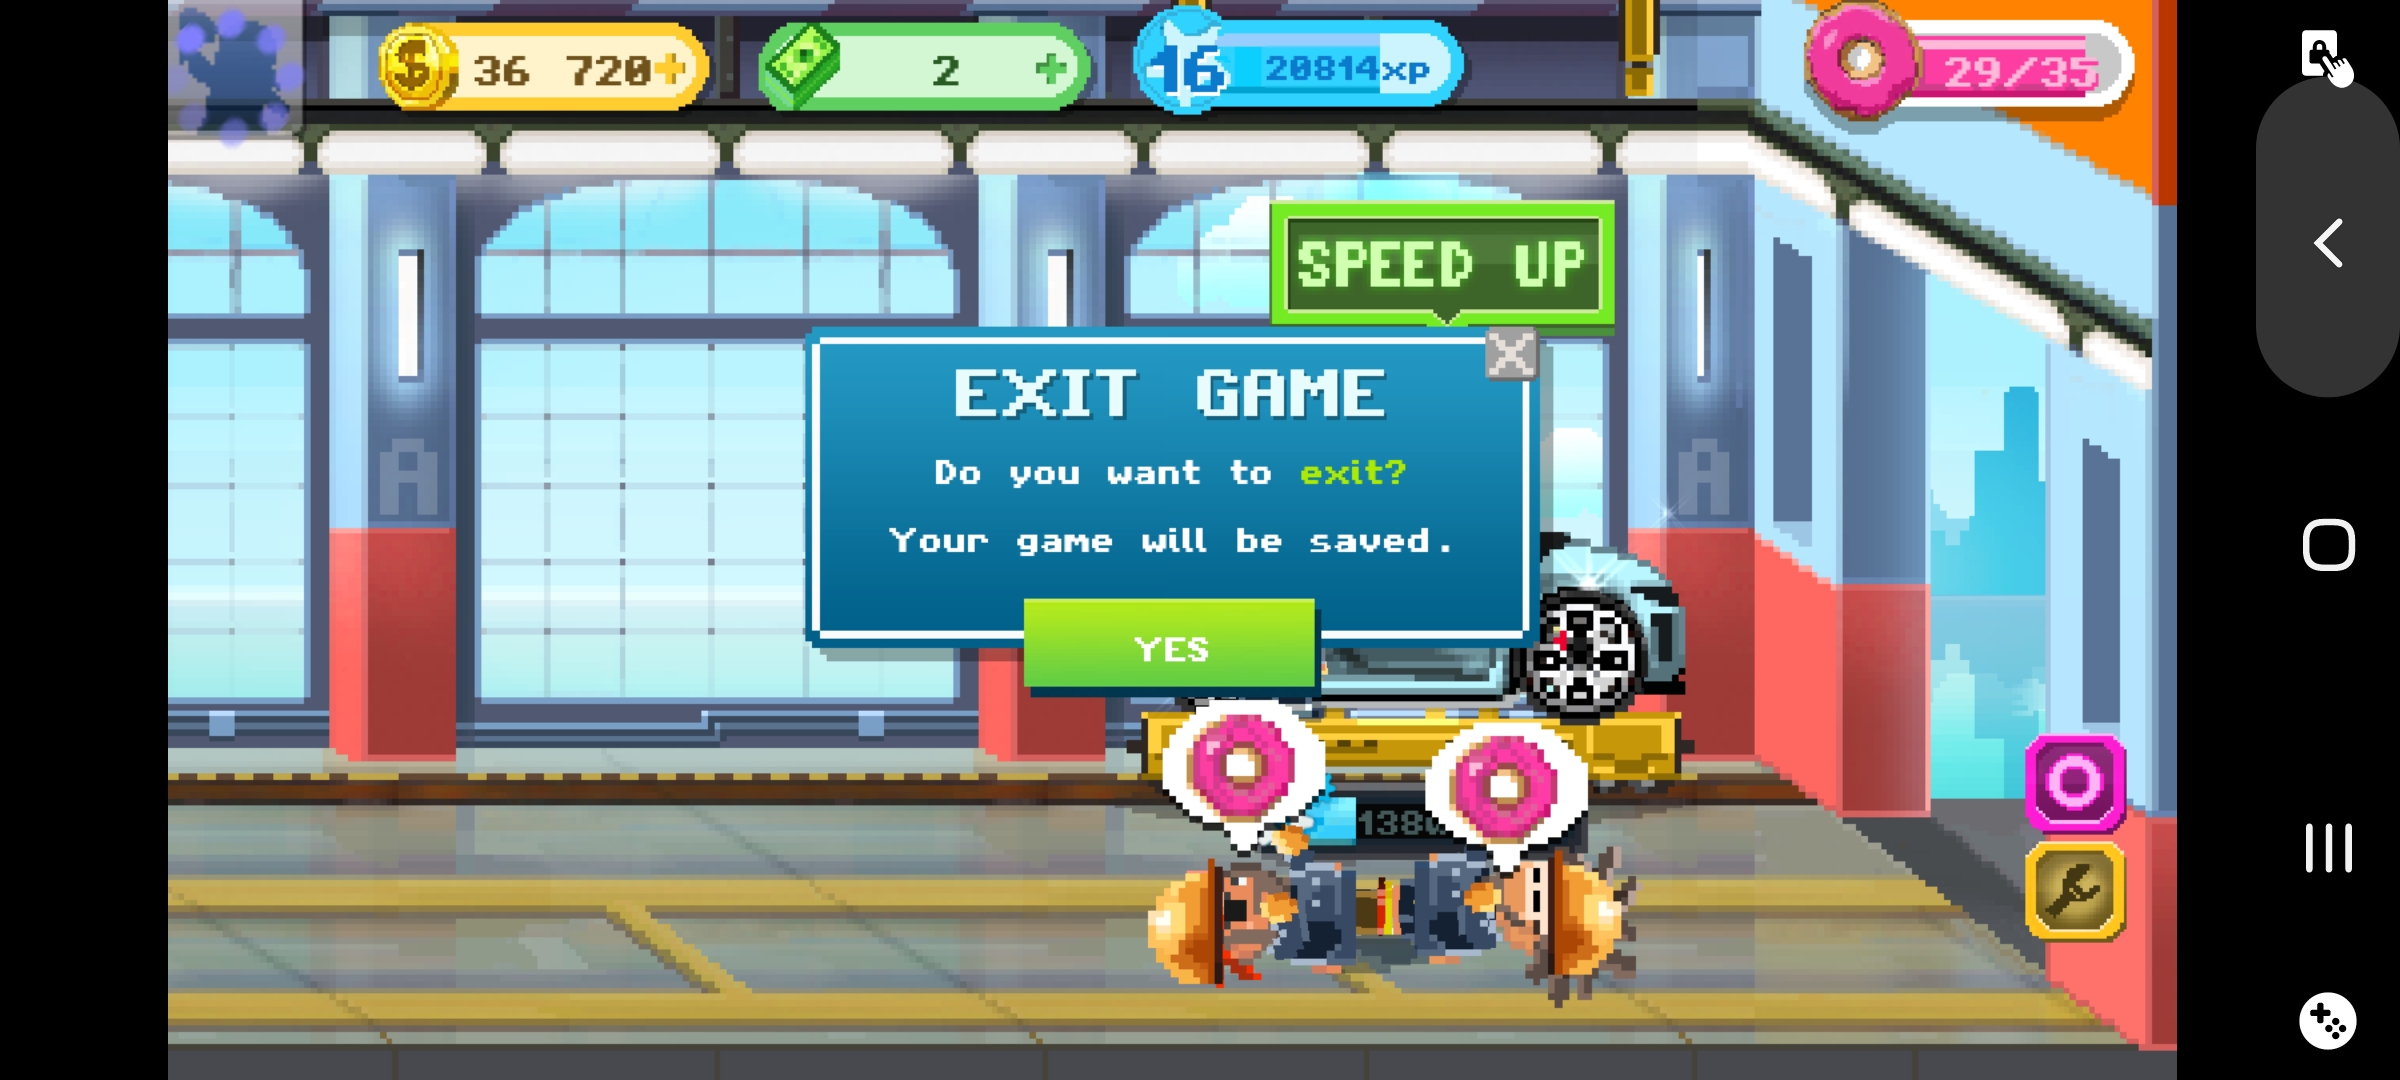 36 720+
2 +
16 20814xp
29/35
SPEED UP
EXIT GAME
Do you want to exit?
Your game will be saved.
YES
A
A